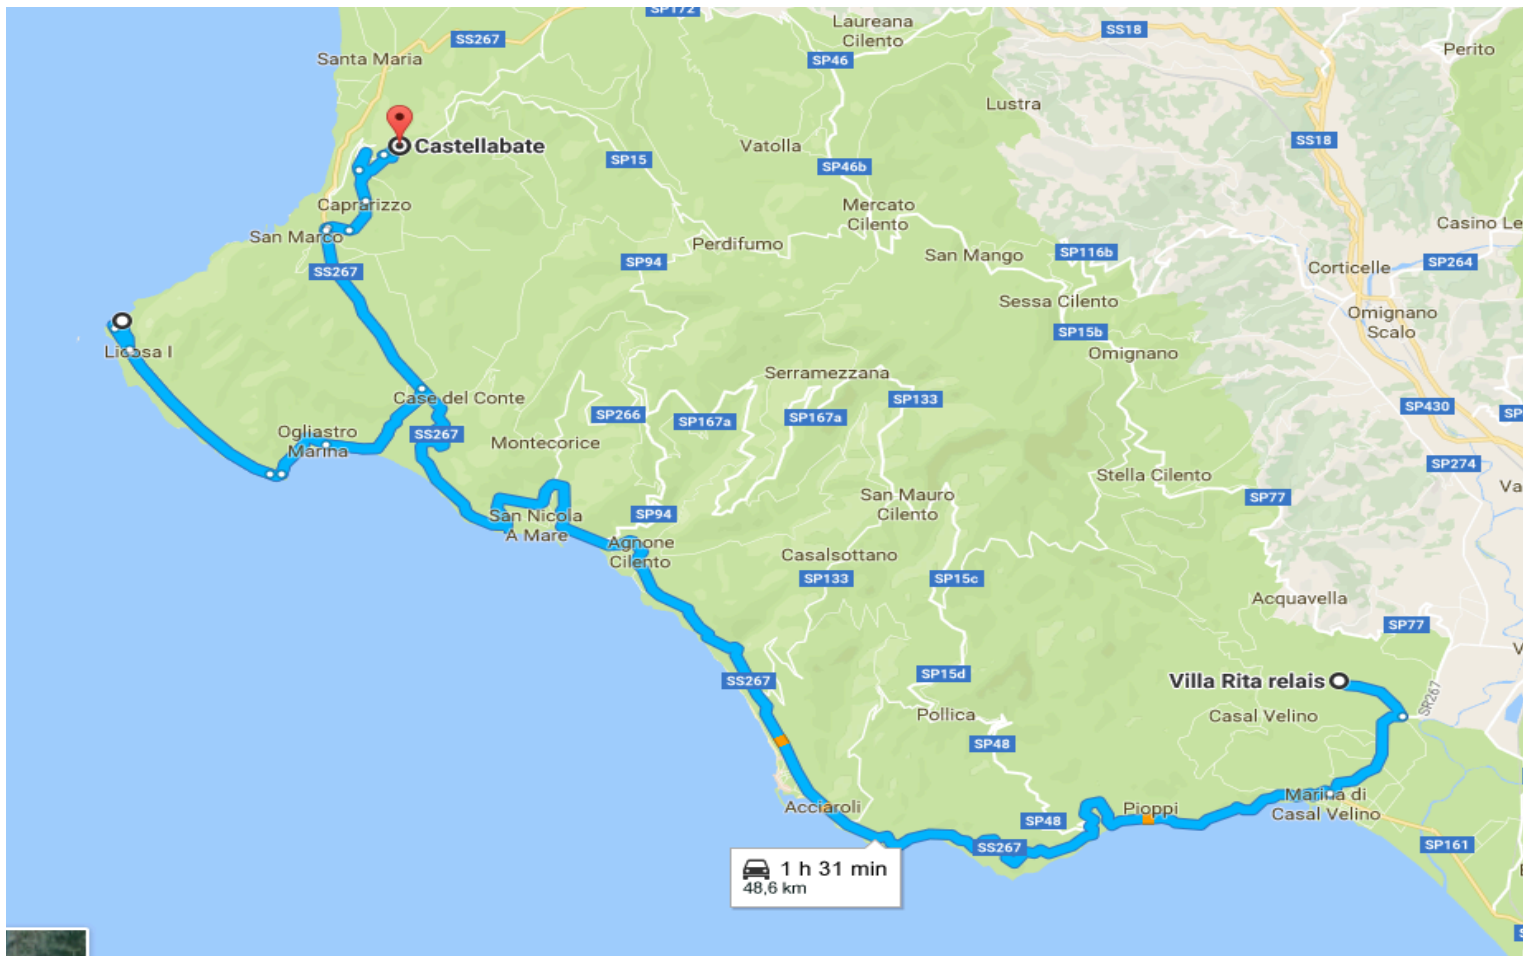 SP172
Laureana
Cilento
SS267
SS18
Perito
Santa Maria
SP46
Lustra
Castellabate
SP15
Vatolla
SS18
SP46b
Caprarizzo
Mercato
Cilento
San Marco
Perdifumo
Casino Le
San Mango
SP116b
SS267
SP94
Corticelle
SP264
Sessa Cilento
Omignano
Scalo
SP15b
Licosa I
Omignano
Serramezzana
Case del Conte
SP133
SP266
SP167a
SP167a
SP430
SP
Ogliastro
Marina
SS267
Montecorice
SP274
Stella Cilento
Va
San Mauro
Cilento
SP77
San Nicola
A Mare
SP94
Agnone
Cilento
Casalsottano
SP133
SP15c
Acquavella
SP77
SS267
SP15d
Villa Rita relais
SR267
Pollica
Casal Velino
SP48
Acciaroli
Pioppi
Marina di
Casal Velino
SP48
SS267
SP161
1 h 31 min
48,6 km